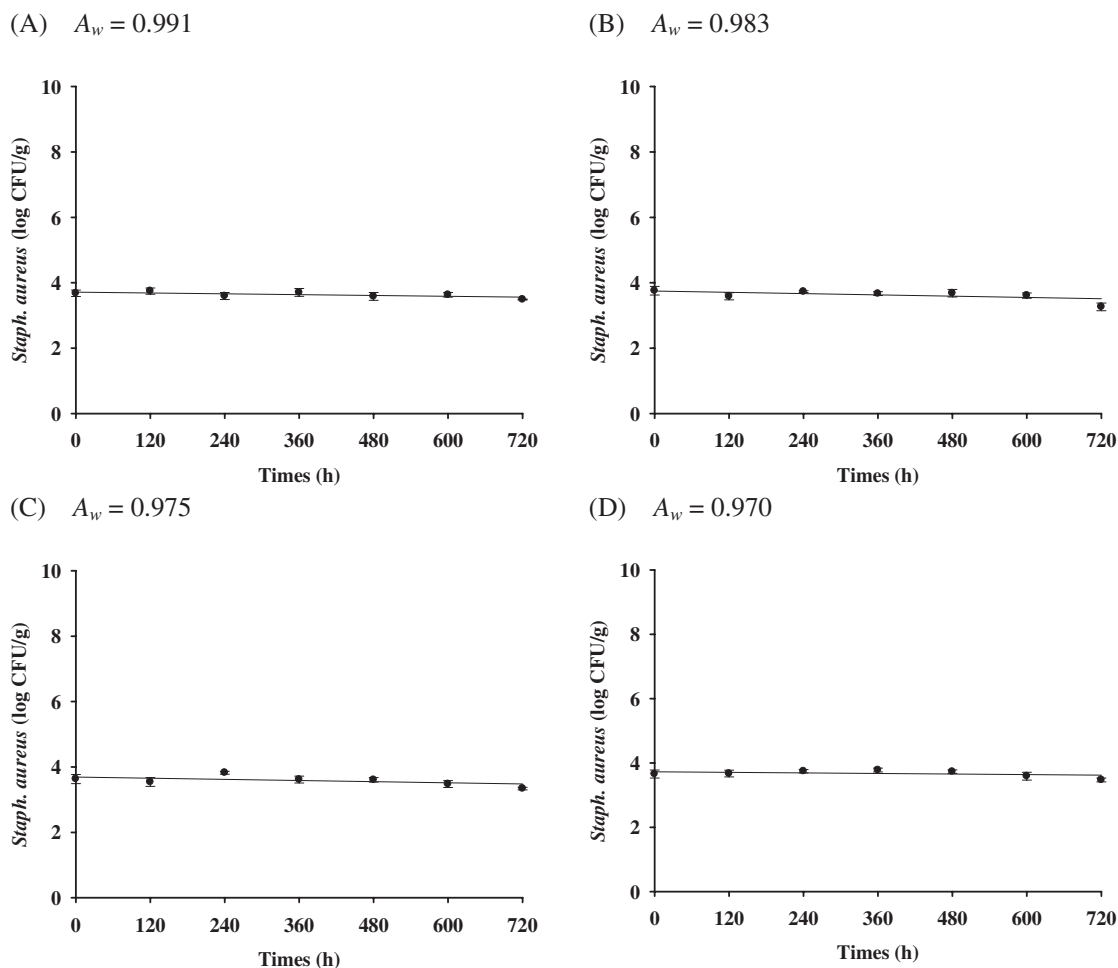 (A) A_w = 0.991
10
8
6
4
2
0
Staph. aureus (log CFU/g)
0 120 240 360 480 600 720
Times (h)
(B) A_w = 0.983
10
8
6
4
2
0
Staph. aureus (log CFU/g)
0 120 240 360 480 600 720
Times (h)
(C) A_w = 0.975
10
8
6
4
2
0
Staph. aureus (log CFU/g)
0 120 240 360 480 600 720
Times (h)
(D) A_w = 0.970
10
8
6
4
2
0
Staph. aureus (log CFU/g)
0 120 240 360 480 600 720
Times (h)